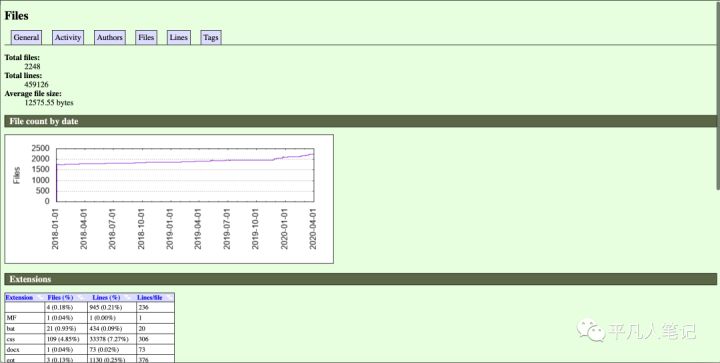 Files
General Activity Authors Files Lines Tags
Total files:
2248
Total lines:
459126
Average file size:
12575.55 bytes
File count by date
2500
2000
1500
1000
500
0
Files
2018-01-01 2018-04-01 2018-07-01 2018-10-01 2019-01-01 2019-04-01 2019-07-01 2019-10-01 2020-01-01 2020-04-01
Extensions
Extension Files (%) Lines (%) Lines/file
4 (0.18%) 945 (0.21%) 236
MF 1 (0.04%) 1 (0.00%) 1
bat 21 (0.93%) 434 (0.09%) 20
css 109 (4.85%) 33378 (7.27%) 306
docx 1 (0.04%) 73 (0.02%) 73
3 (0.13%) 1130 (0.25%) 376
平凡人笔记